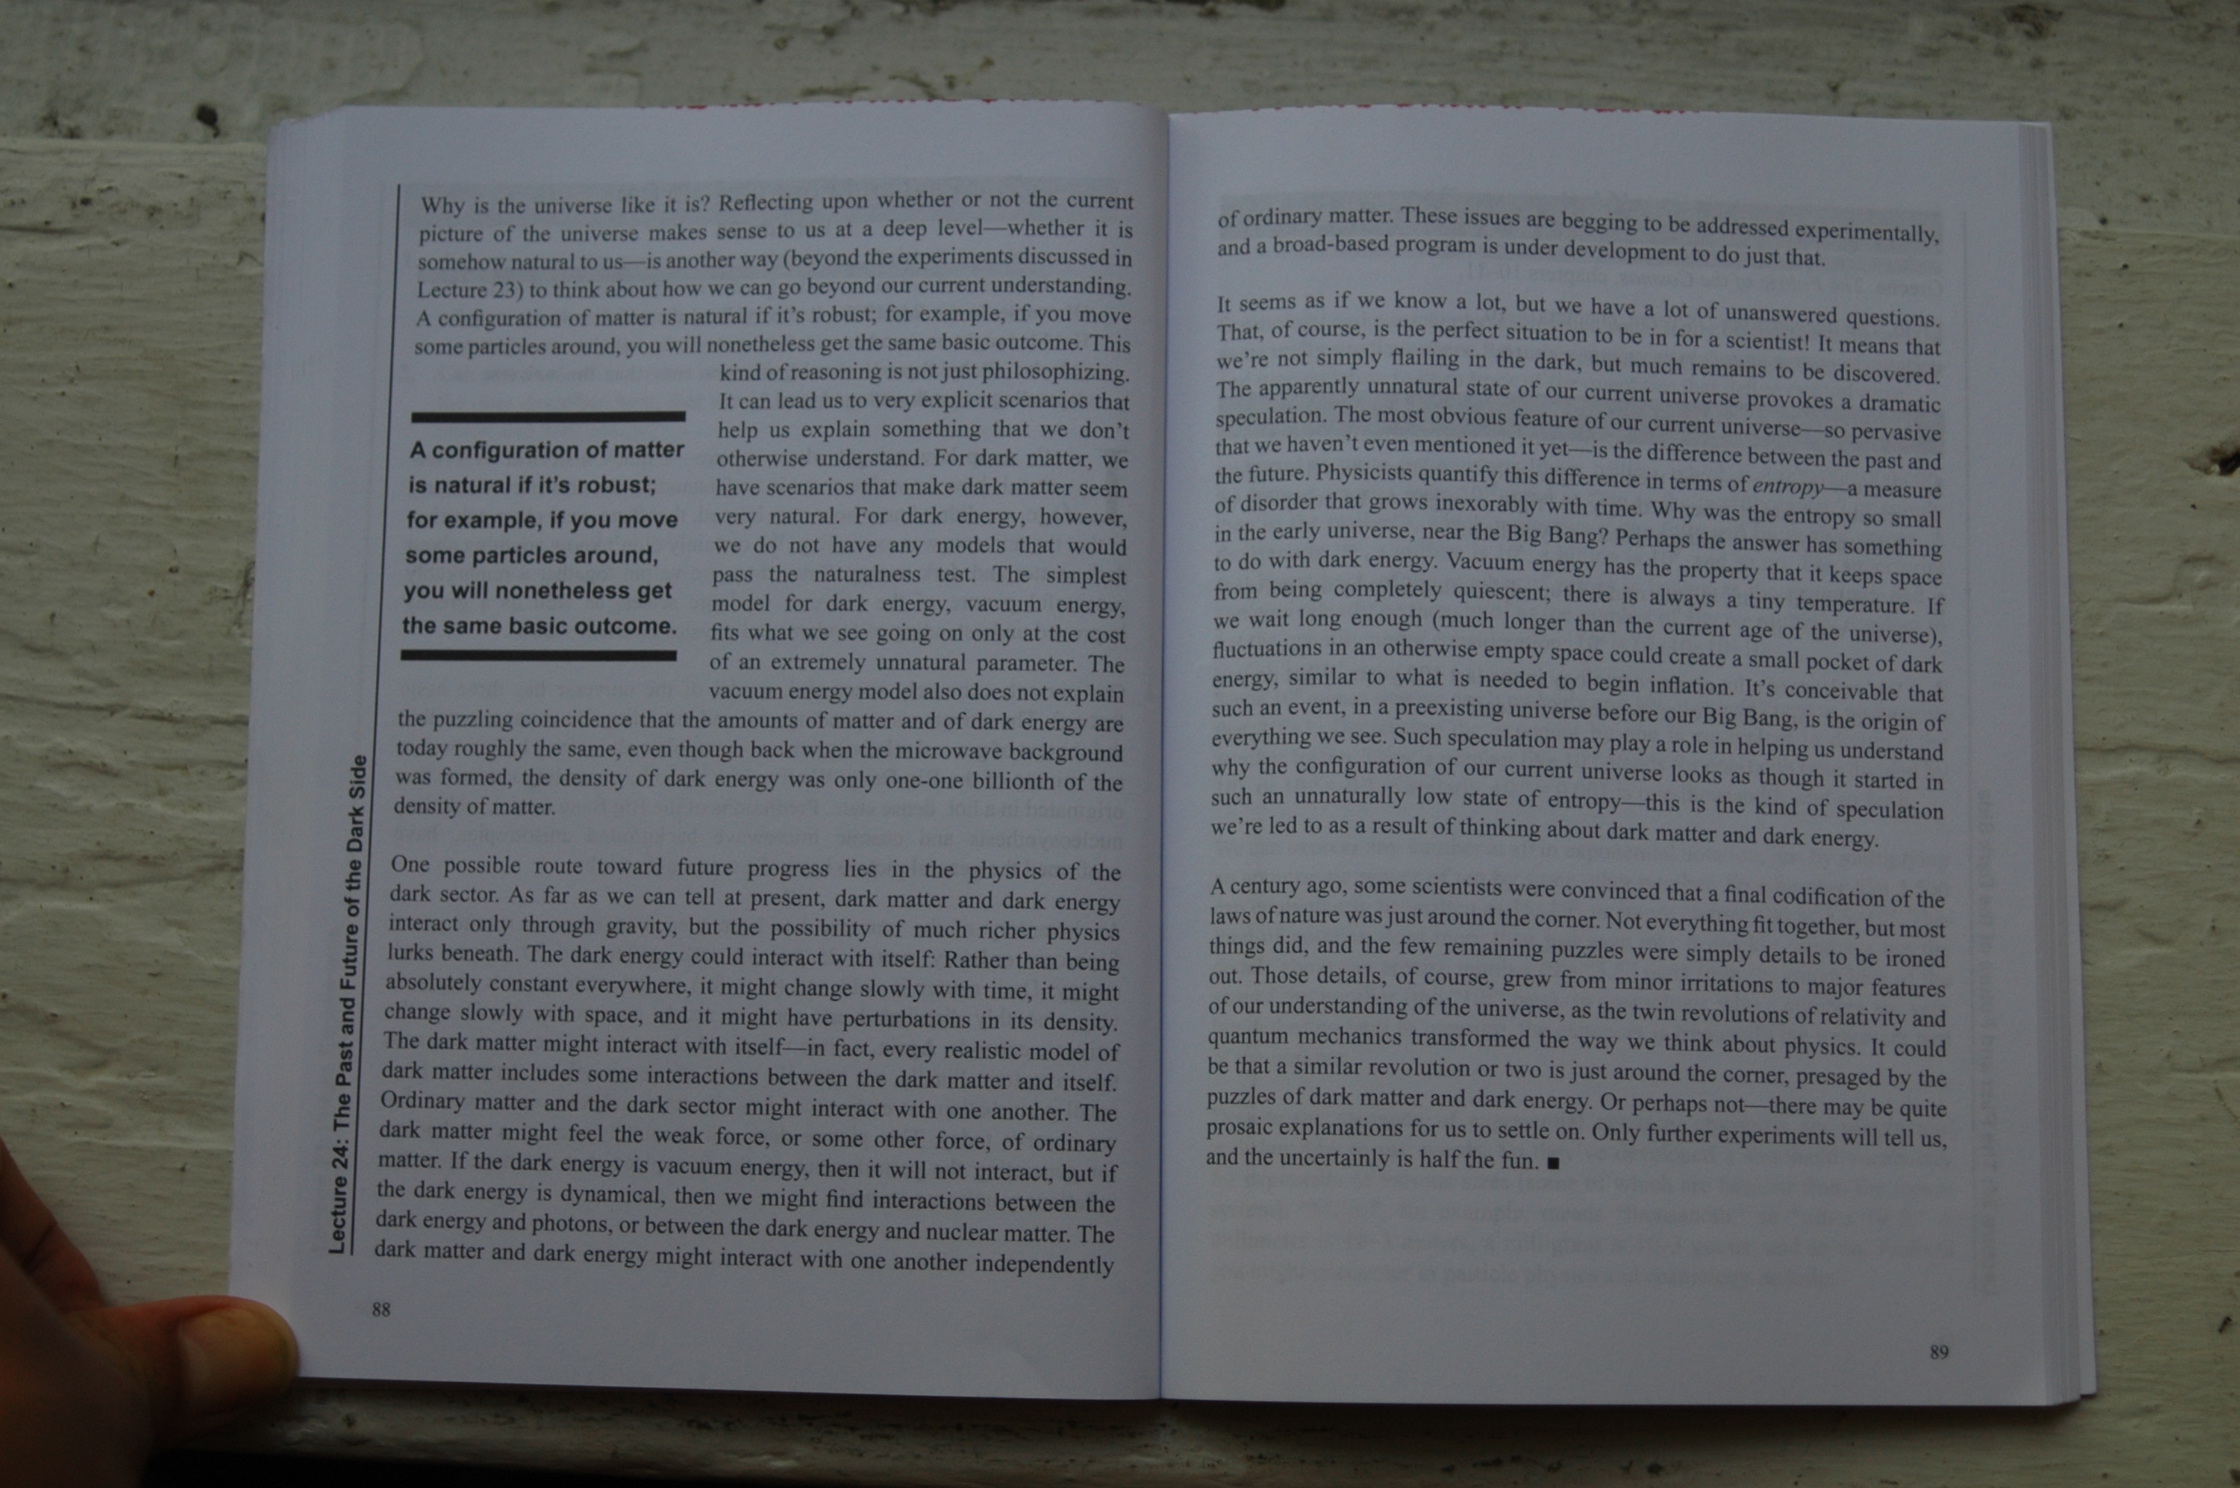 Why is the universe like it is? Reflecting upon whether or not the current
picture of the universe makes sense to us at a deep level—whether it is
somehow natural to us—is another way (beyond the experiments discussed in
Lecture 23) to think about how we can go beyond our current understanding.
A configuration of matter is natural if it's robust; for example, if you move
some particles around, you will nonetheless get the same basic outcome. This
kind of reasoning is not just philosophizing.
It can lead us to very explicit scenarios that
help us explain something that we don't
otherwise understand. For dark matter, we
have scenarios that make dark matter seem
very natural. For dark energy, however,
we do not have any models that would
pass the naturalness test. The simplest
model for dark energy, vacuum energy,
fits what we see going on only at the cost
of an extremely unnatural parameter. The
vacuum energy model also does not explain
the puzzling coincidence that the amounts of matter and of dark energy are
today roughly the same, even though back when the microwave background
was formed, the density of dark energy was only one-one billionth of the
density of matter.
A configuration of matter
is natural if it's robust;
for example, if you move
some particles around,
you will nonetheless get
the same basic outcome.
One possible route toward future progress lies in the physics of the
dark sector. As far as we can tell at present, dark matter and dark energy
interact only through gravity, but the possibility of much richer physics
lurks beneath. The dark energy could interact with itself: Rather than being
absolutely constant everywhere, it might change slowly with time, it might
change slowly with space, and it might have perturbations in its density.
The dark matter might interact with itself—in fact, every realistic model of
dark matter includes some interactions between the dark matter and itself.
Ordinary matter and the dark sector might interact with one another. The
dark matter might feel the weak force, or some other force, of ordinary
matter. If the dark energy is vacuum energy, then it will not interact, but if
the dark energy is dynamical, then we might find interactions between the
dark energy and photons, or between the dark energy and nuclear matter. The
dark matter and dark energy might interact with one another independently
Lecture 24: The Past and Future of the Dark Side
88
of ordinary matter. These issues are begging to be addressed experimentally,
and a broad-based program is under development to do just that.
It seems as if we know a lot, but we have a lot of unanswered questions.
That, of course, is the perfect situation to be in for a scientist! It means that
we're not simply flailing in the dark, but much remains to be discovered.
The apparently unnatural state of our current universe provokes a dramatic
speculation. The most obvious feature of our current universe—so pervasive
that we haven't even mentioned it yet—is the difference between the past and
the future. Physicists quantify this difference in terms of entropy—a measure
of disorder that grows inexorably with time. Why was the entropy so small
in the early universe, near the Big Bang? Perhaps the answer has something
to do with dark energy. Vacuum energy has the property that it keeps space
from being completely quiescent; there is always a tiny temperature. If
we wait long enough (much longer than the current age of the universe),
fluctuations in an otherwise empty space could create a small pocket of dark
energy, similar to what is needed to begin inflation. It's conceivable that
such an event, in a preexisting universe before our Big Bang, is the origin of
everything we see. Such speculation may play a role in helping us understand
why the configuration of our current universe looks as though it started in
such an unnaturally low state of entropy—this is the kind of speculation
we're led to as a result of thinking about dark matter and dark energy.
A century ago, some scientists were convinced that a final codification of the
laws of nature was just around the corner. Not everything fit together, but most
things did, and the few remaining puzzles were simply details to be ironed
out. Those details, of course, grew from minor irritations to major features
of our understanding of the universe, as the twin revolutions of relativity and
quantum mechanics transformed the way we think about physics. It could
be that a similar revolution or two is just around the corner, presaged by the
puzzles of dark matter and dark energy. Or perhaps not—there may be quite
prosaic explanations for us to settle on. Only further experiments will tell us,
and the uncertainly is half the fun. ■
89